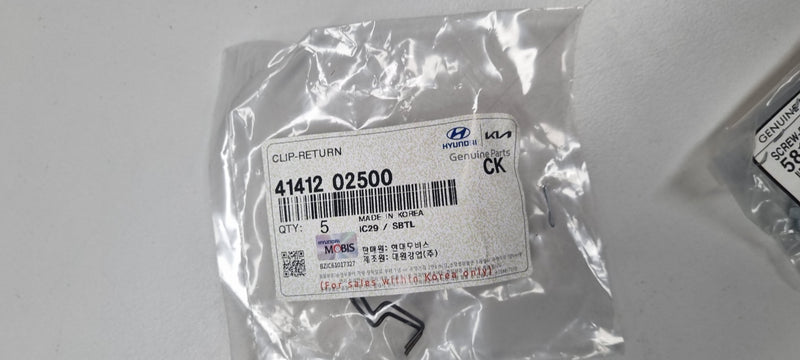 CLIP-RETURN
HYUNDAI KIA
Genuine Parts
41412 02500
CK
MADE IN KOREA
QTY: 5 IC29 / SBTL
HYUNDAI
MOBIS
BZIC61017327
판매원: 현대모비스
제조원: 대원강업(주)
(For sales within Korea only)
GENUINE
SCREW
58